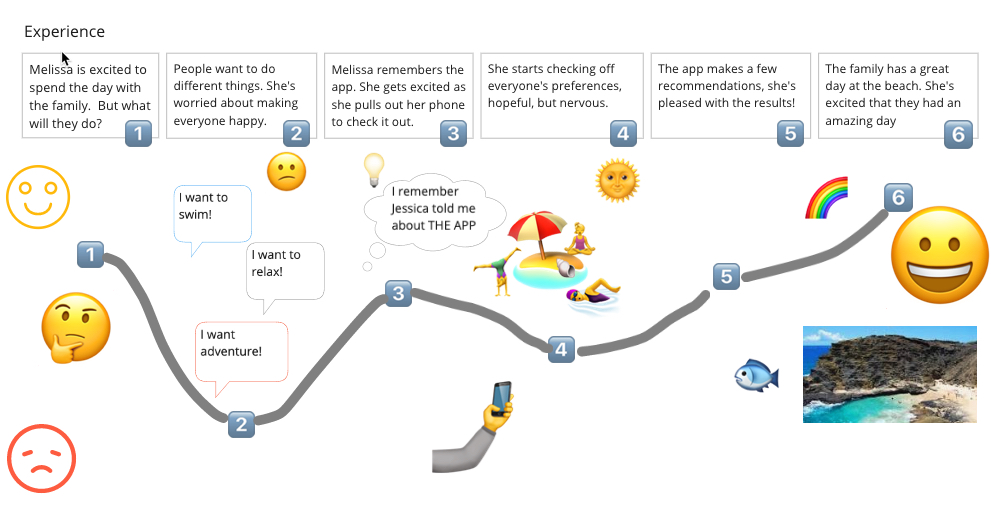 Experience
Melissa is excited to
spend the day with
the family.  But what
will they do?
1
People want to do
different things. She's
worried about making
everyone happy.
2
Melissa remembers the
app. She gets excited as
she pulls out her phone
to check it out.
3
She starts checking off
everyone's preferences,
hopeful, but nervous.
4
The app makes a few
recommendations, she's
pleased with the results!
5
The family has a great
day at the beach. She's
excited that they had an
amazing day
6
I want to
swim!
I want to
relax!
I want
adventure!
I remember
Jessica told me
about THE APP
1
2
3
4
5
6